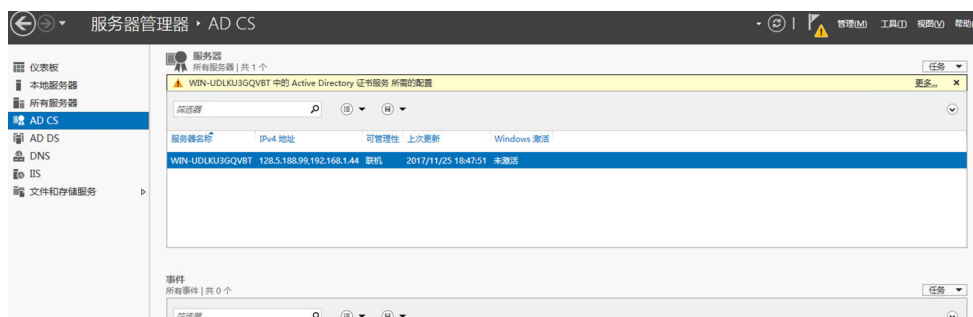 服务器管理器 · AD CS
管理(M) 工具(T) 视图(V) 帮助(
仪表板
本地服务器
所有服务器
AD CS
AD DS
DNS
IIS
文件和存储服务
服务器
所有服务器 | 共 1 个
任务
WIN-UDLKU3GQVBT 中的 Active Directory 证书服务 所需的配置 更多...
筛选器
服务器名称 IPv4 地址 可管理性 上次更新 Windows 激活
WIN-UDLKU3GQVBT 128.5.188.99,192.168.1.44 联机 2017/11/25 18:47:51 未激活
事件
所有事件 | 共 0 个
任务
筛选器